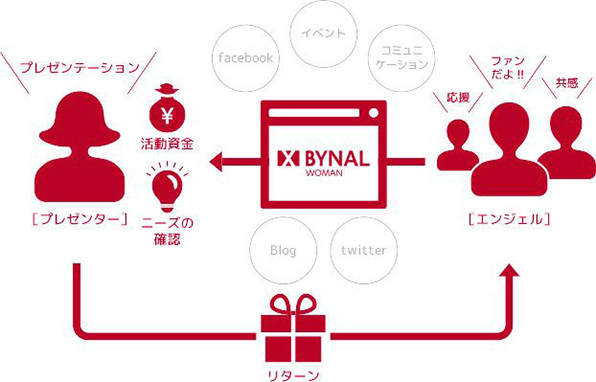 イベント
facebook
コミュニ
ケーション
プレゼンテーション
ファン
だよ!!
応援
共感
¥
活動資金
BYNAL
WOMAN
[プレゼンター]
ニーズの
確認
[エンジェル]
Blog
twitter
リターン